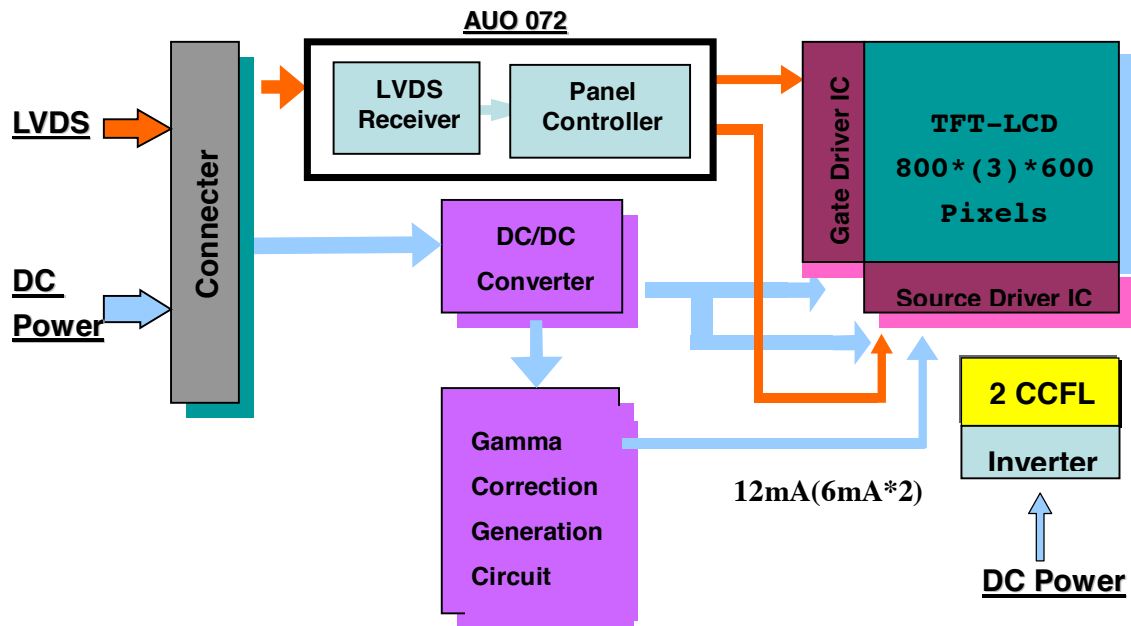 AUO 072
LVDS
LVDS
Receiver
Panel
Controller
Connecter
Gate Driver IC
TFT-LCD
800*(3)*600
Pixels
DC/DC
Converter
Source Driver IC
DC
Power
2 CCFL
Inverter
Gamma
Correction
Generation
Circuit
12mA(6mA*2)
DC Power